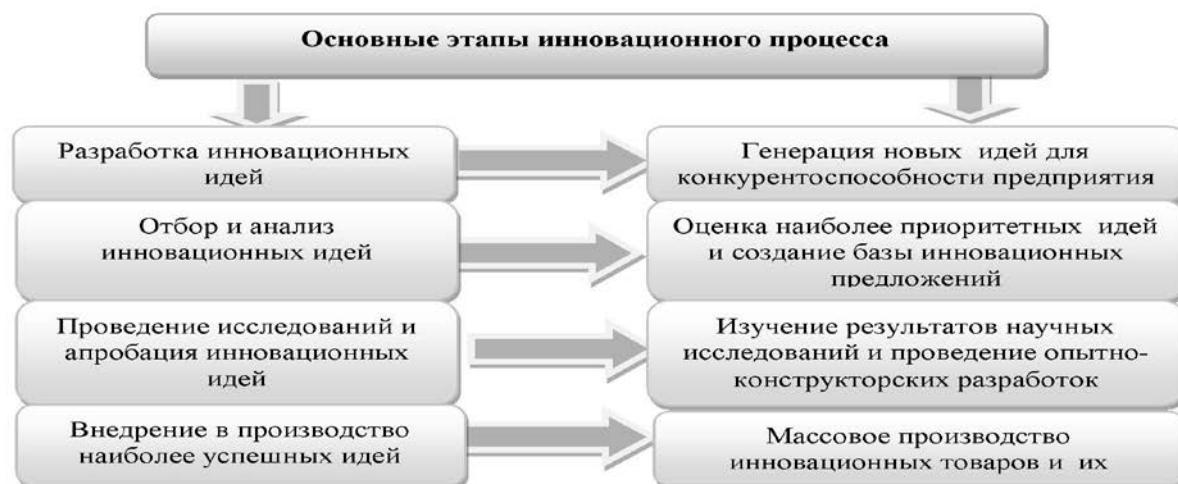 Основные этапы инновационного процесса
Разработка инновационных
идей
Генерация новых идей для
конкурентоспособности предприятия
Отбор и анализ
инновационных идей
Оценка наиболее приоритетных идей
и создание базы инновационных
предложений
Проведение исследований и
апробация инновационных
идей
Изучение результатов научных
исследований и проведение опытно-
конструкторских разработок
Внедрение в производство
наиболее успешных идей
Массовое производство
инновационных товаров и их